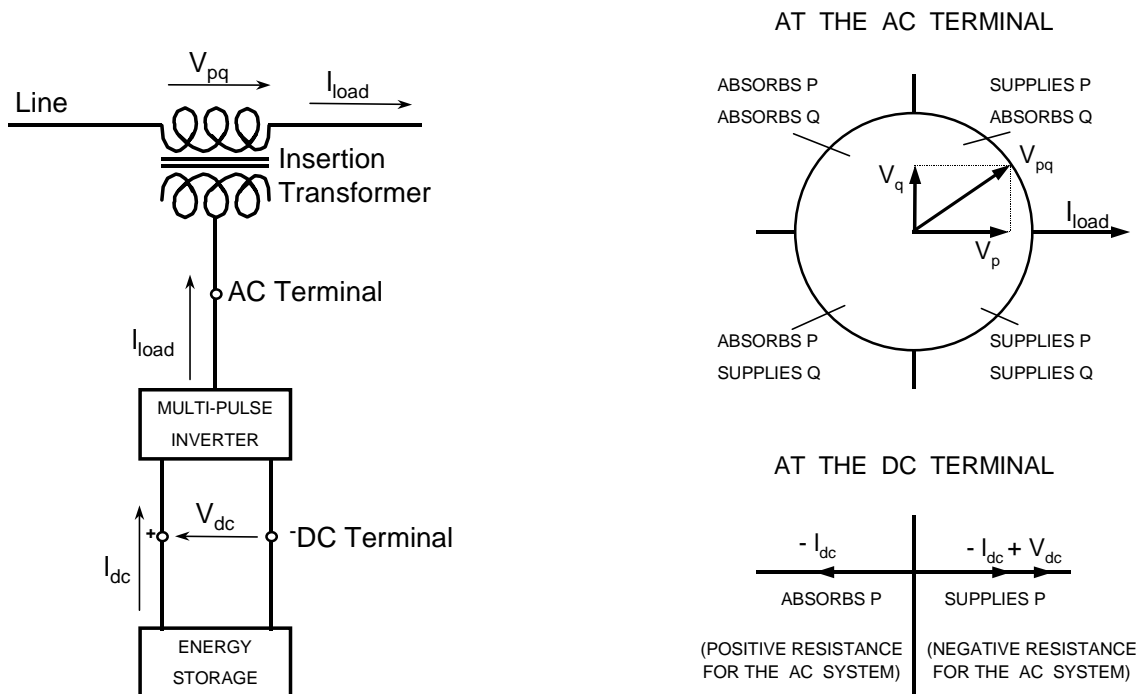 V_pq
I_load
Line
Insertion
Transformer
AC Terminal
I_load
MULTI-PULSE
INVERTER
V_dc
+
-DC Terminal
I_dc
ENERGY
STORAGE
AT THE AC TERMINAL
ABSORBS P
ABSORBS Q
SUPPLIES P
ABSORBS Q
V_pq
V_q
I_load
V_p
ABSORBS P
SUPPLIES Q
SUPPLIES P
SUPPLIES Q
AT THE DC TERMINAL
- I_dc
- I_dc + V_dc
ABSORBS P
SUPPLIES P
(POSITIVE RESISTANCE
FOR THE AC SYSTEM)
(NEGATIVE RESISTANCE
FOR THE AC SYSTEM)